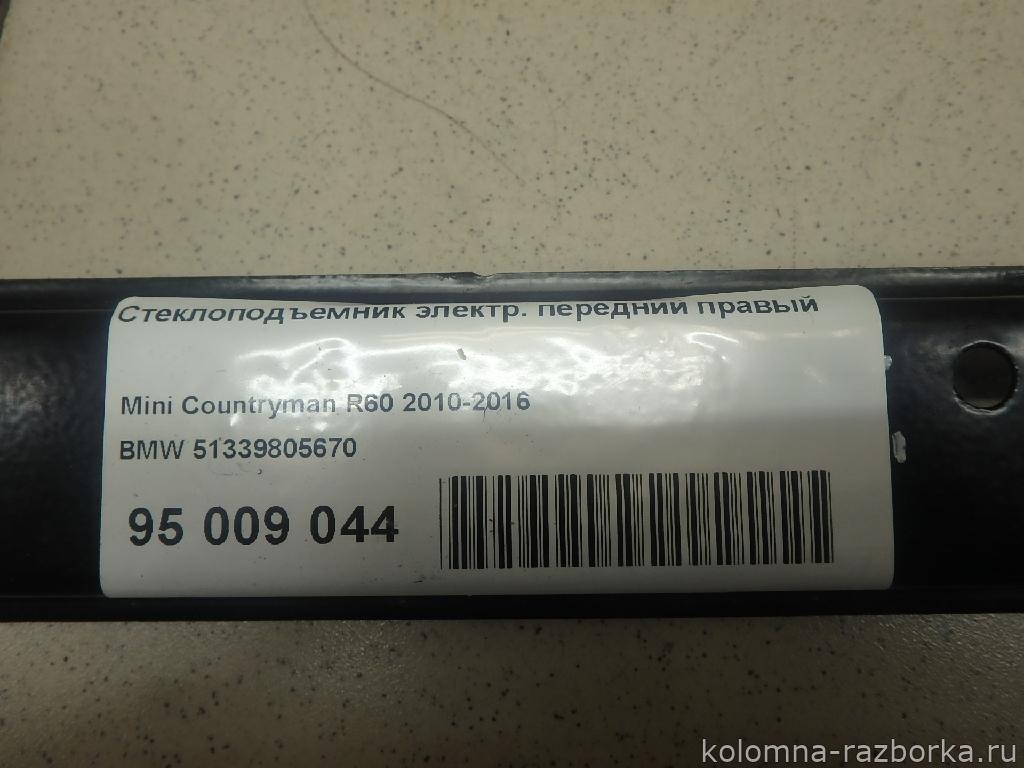 Стеклоподъемник электр. передний правый
Mini Countryman R60 2010-2016
BMW 51339805670
95 009 044
kolomna-razborka.ru